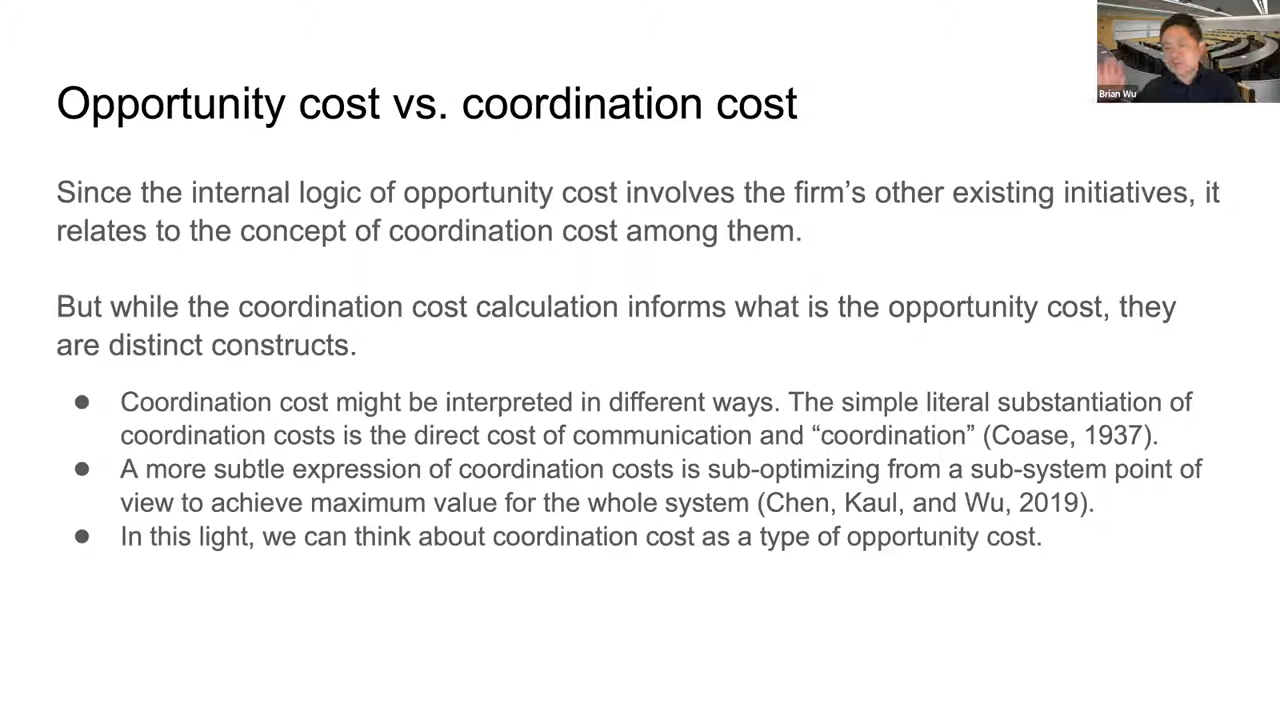 Opportunity cost vs. coordination cost
Brian Wu
Since the internal logic of opportunity cost involves the firm’s other existing initiatives, it
relates to the concept of coordination cost among them.
But while the coordination cost calculation informs what is the opportunity cost, they
are distinct constructs.
● Coordination cost might be interpreted in different ways. The simple literal substantiation of
coordination costs is the direct cost of communication and “coordination” (Coase, 1937).
● A more subtle expression of coordination costs is sub-optimizing from a sub-system point of
view to achieve maximum value for the whole system (Chen, Kaul, and Wu, 2019).
● In this light, we can think about coordination cost as a type of opportunity cost.